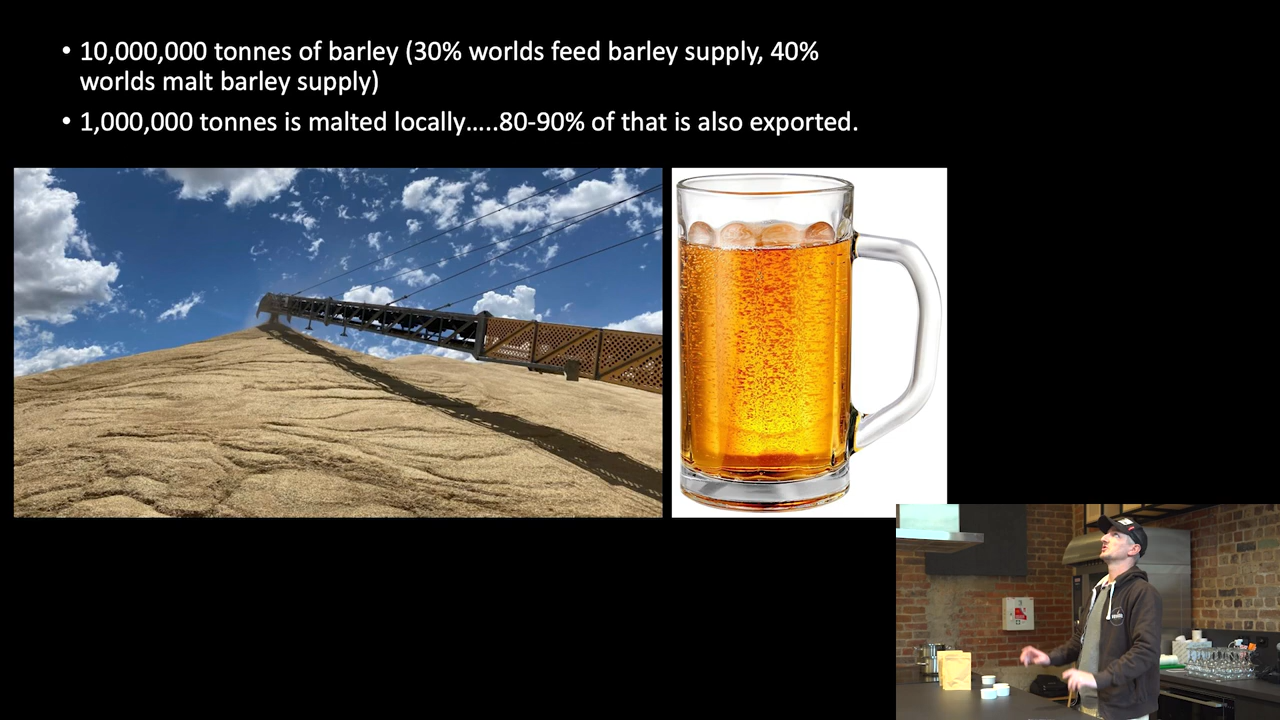 • 10,000,000 tonnes of barley (30% worlds feed barley supply, 40%
worlds malt barley supply)
• 1,000,000 tonnes is malted locally.....80-90% of that is also exported.